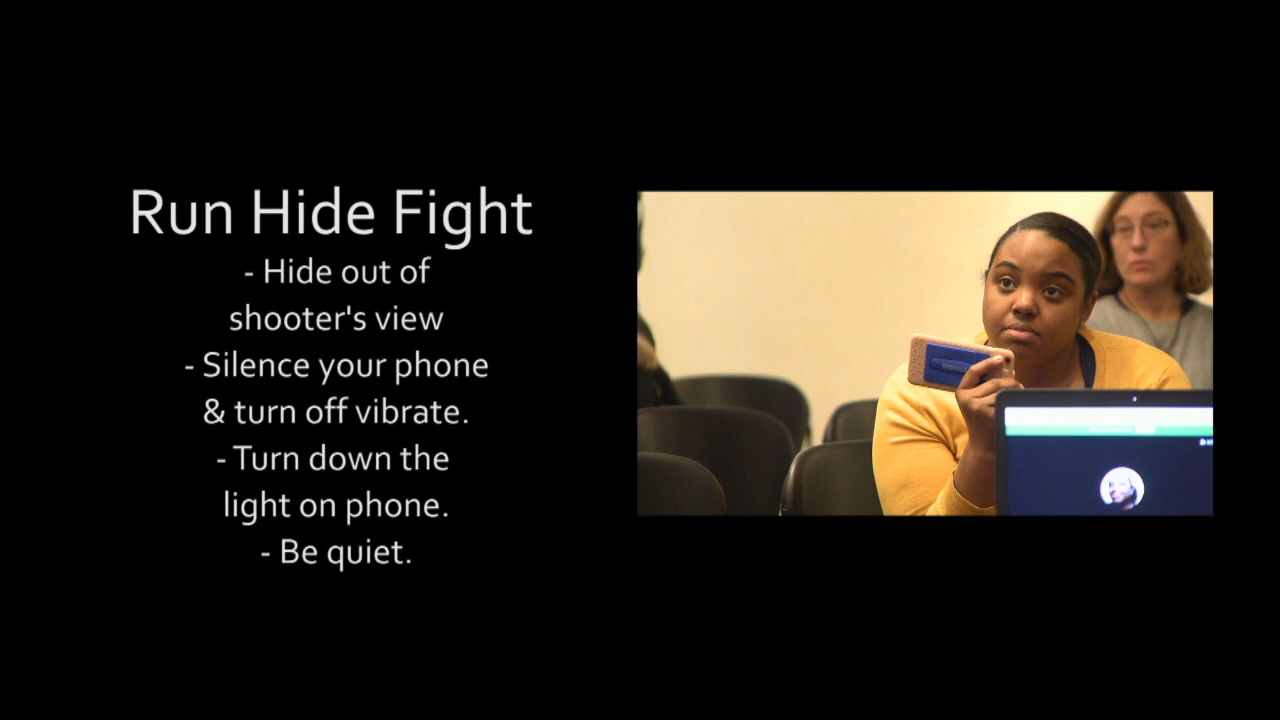 Run Hide Fight
- Hide out of
shooter's view
- Silence your phone
& turn off vibrate.
- Turn down the
light on phone.
- Be quiet.